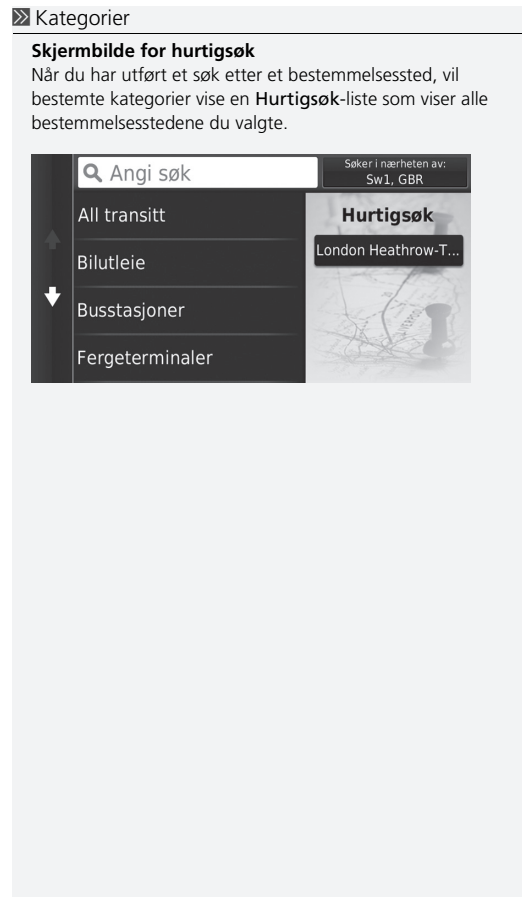 Kategorier
Skjermbilde for hurtigsøk
Når du har utført et søk etter et bestemmelsessted, vil
bestemte kategorier vise en Hurtigsøk-liste som viser alle
bestemmelsesstedene du valgte.
Angi søk
Søker i nærheten av:
Sw1, GBR
All transitt
Bilutleie
Busstasjoner
Fergeterminaler
Hurtigsøk
London Heathrow-T...